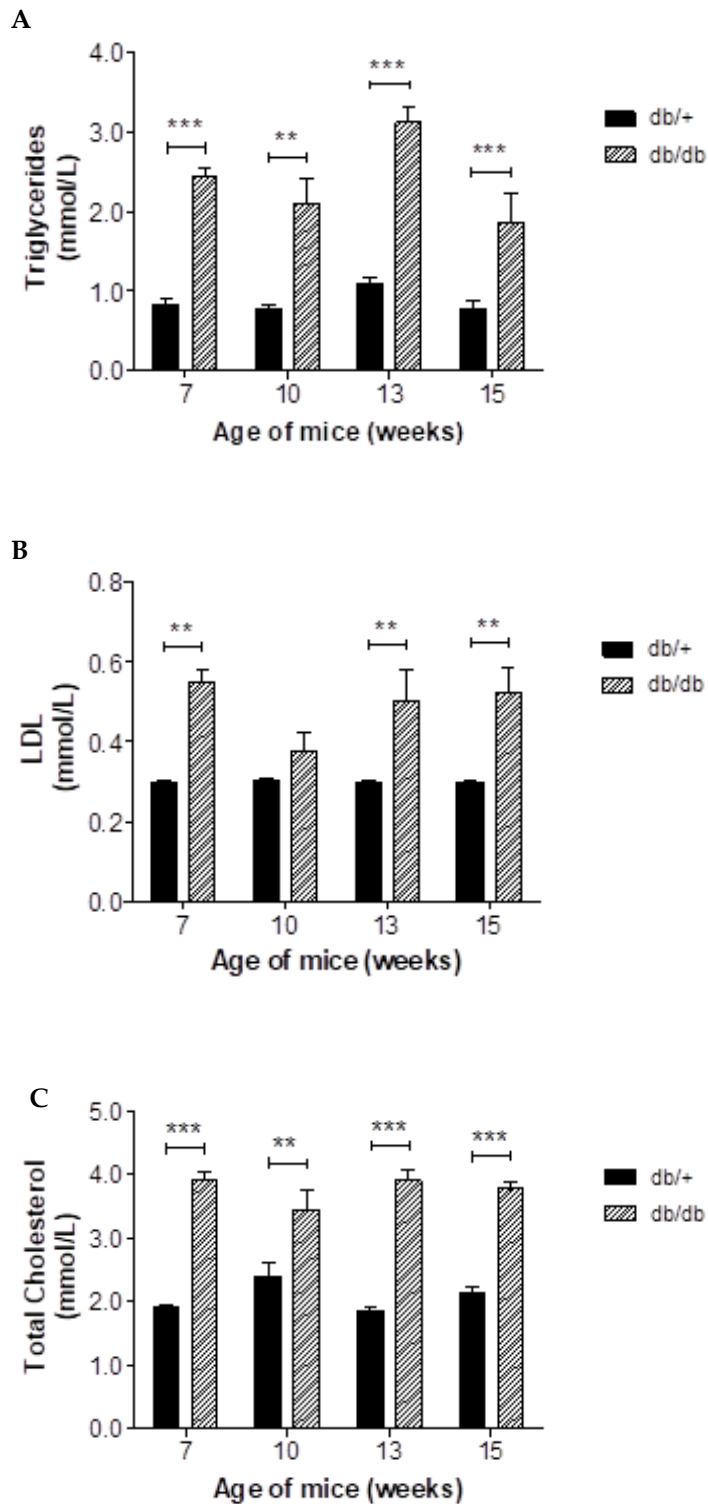 A
Triglycerides
(mmol/L)
4.0
3.0
2.0
1.0
0.0
***
**
***
***
db/+
db/db
7 10 13 15
Age of mice (weeks)
B
LDL
(mmol/L)
0.8
0.6
0.4
0.2
0.0
**
**
**
db/+
db/db
7 10 13 15
Age of mice (weeks)
C
Total Cholesterol
(mmol/L)
5.0
4.0
3.0
2.0
1.0
0.0
***
**
***
***
db/+
db/db
7 10 13 15
Age of mice (weeks)